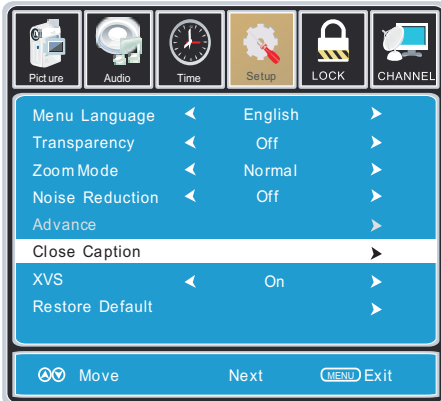 Picture Audio Time Setup LOCK CHANNEL
Menu Language English
Transparency Off
Zoom Mode Normal
Noise Reduction Off
Advance
Close Caption
XVS On
Restore Default
Move Next MENU Exit